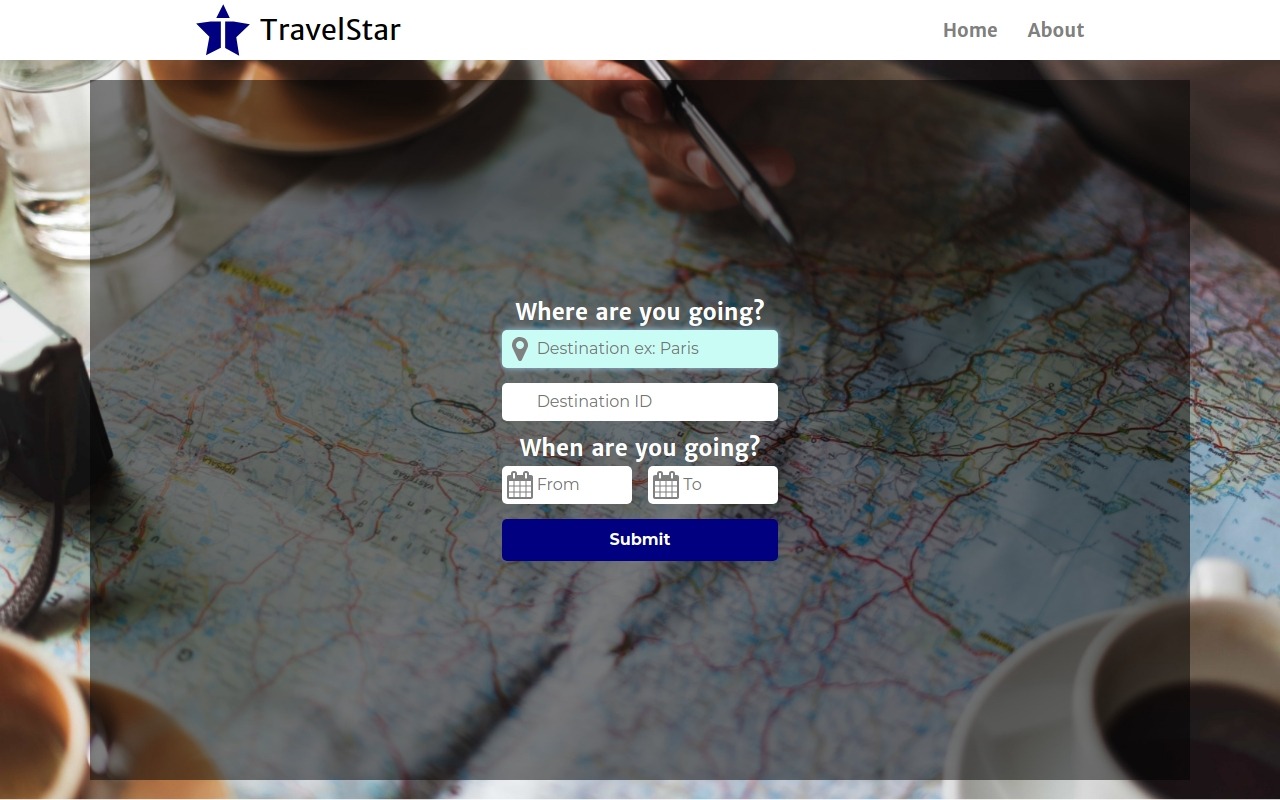 TravelStar
Home
About
Where are you going?
Destination ex: Paris
Destination ID
When are you going?
From
To
Submit